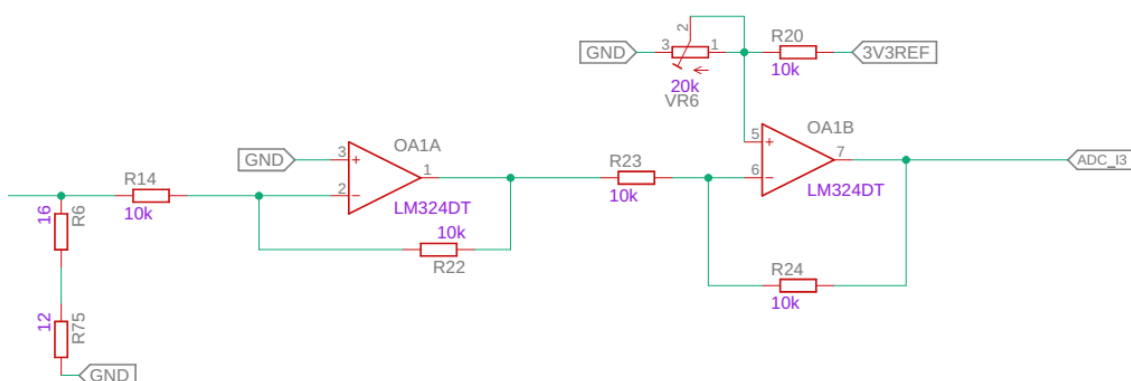 2
R20
GND
3
1
3V3REF
20k
10k
VR6
OA1B
5
+
7
6
−
LM324DT
ADC_I3
OA1A
GND
3
+
1
2
−
LM324DT
R14
10k
R23
10k
16
R6
10k
R22
R24
10k
12
R75
GND